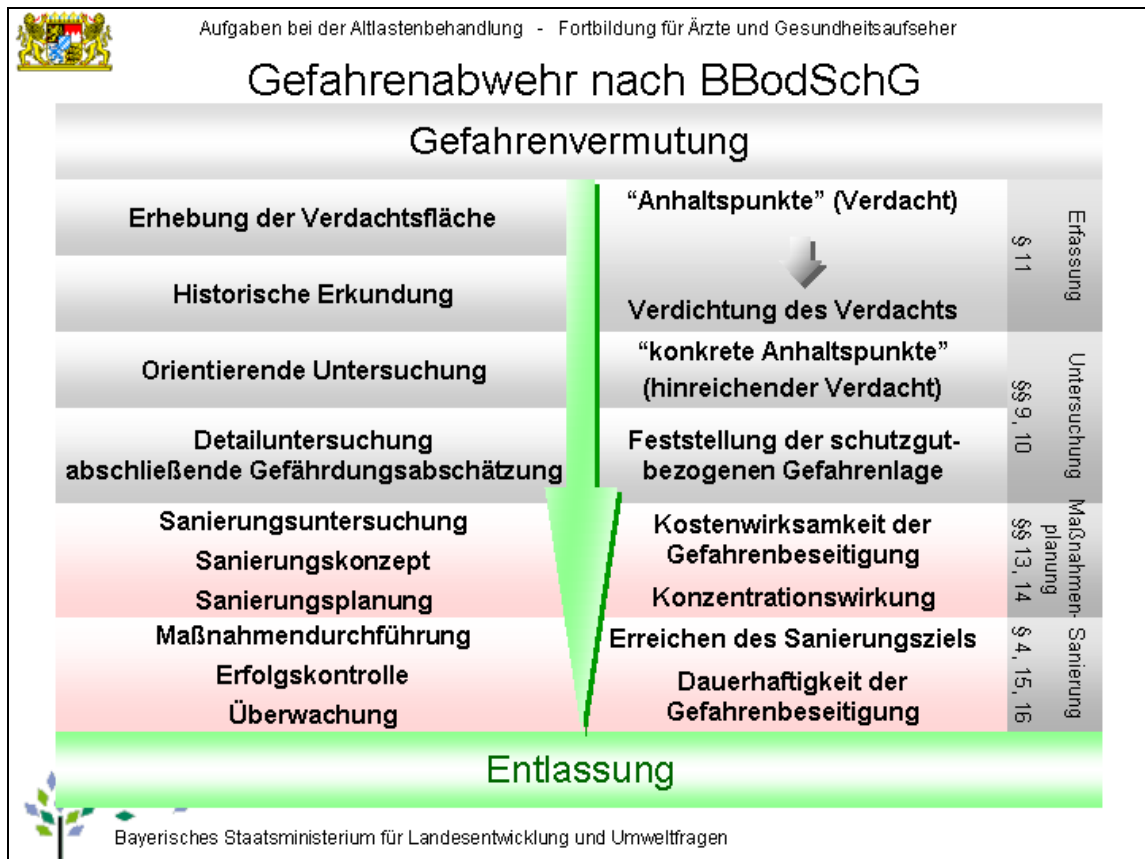 Aufgaben bei der Altlastenbehandlung - Fortbildung für Ärzte und Gesundheitsaufseher
Gefahrenabwehr nach BBodSchG
Gefahrenvermutung
Erhebung der Verdachtsfläche
Historische Erkundung
"Anhaltspunkte" (Verdacht)
Verdichtung des Verdachts
§ 11
Erfassung
Orientierende Untersuchung
"konkrete Anhaltspunkte"
(hinreichender Verdacht)
Detailuntersuchung
abschließende Gefährdungsabschätzung
Feststellung der schutzgut-
bezogenen Gefahrenlage
§§ 9, 10
Untersuchung
Sanierungsuntersuchung
Sanierungskonzept
Sanierungsplanung
Kostenwirksamkeit der
Gefahrenbeseitigung
Konzentrationswirkung
§§ 13, 14
Maßnahmen-
planung
Maßnahmendurchführung
Erfolgskontrolle
Überwachung
Erreichen des Sanierungsziels
Dauerhaftigkeit der
Gefahrenbeseitigung
§ 4, 15, 16
Sanierung
Entlassung
Bayerisches Staatsministerium für Landesentwicklung und Umweltfragen